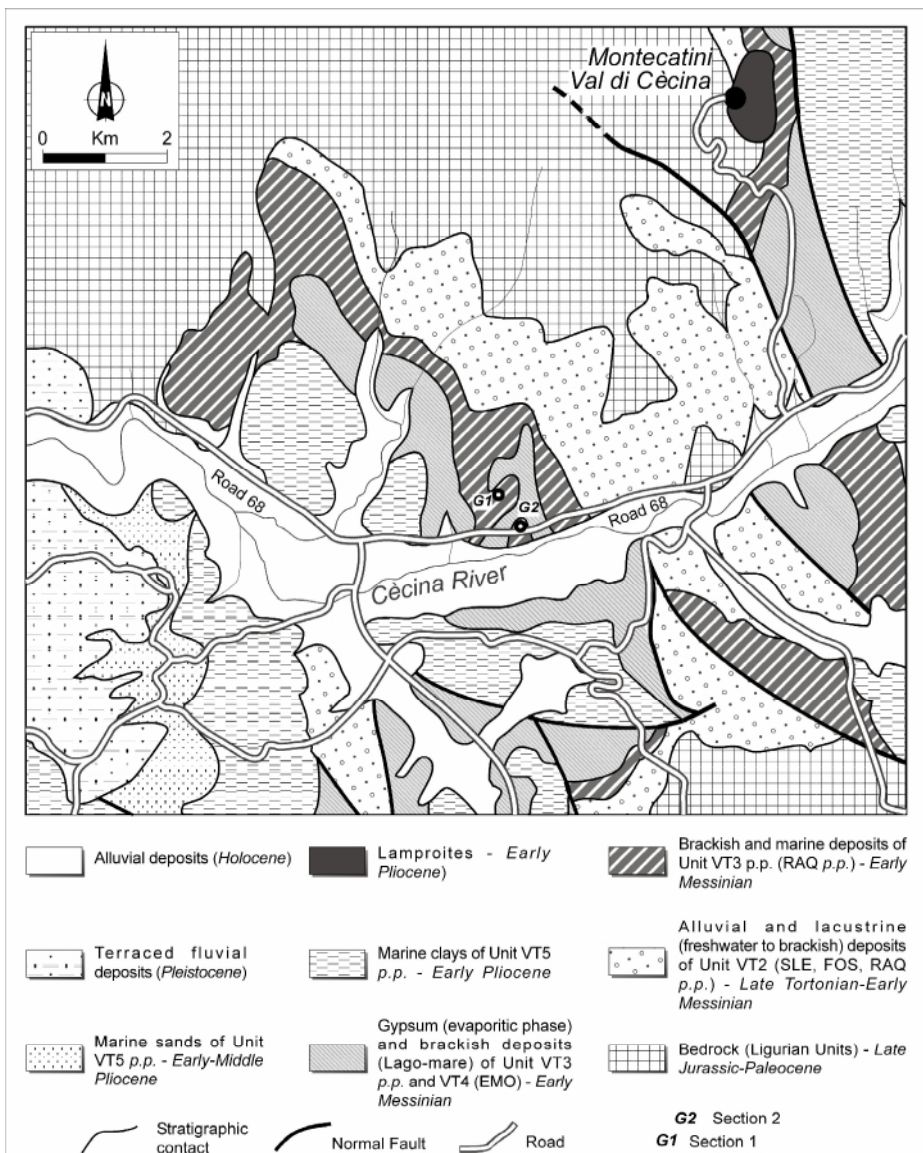 Montecatini
Val di Cècina
N
0 Km 2
G1
G2
Road 68
Road 68
Cècina River
Alluvial deposits (Holocene)
Lamproites - Early
Pliocene)
Brackish and marine deposits of
Unit VT3 p.p. (RAQ p.p.) - Early
Messinian
Terraced fluvial
deposits (Pleistocene)
Marine clays of Unit VT5
p.p. - Early Pliocene
Alluvial and lacustrine
(freshwater to brackish) deposits
of Unit VT2 (SLE, FOS, RAQ
p.p.) - Late Tortonian-Early
Messinian
Marine sands of Unit
VT5 p.p. - Early-Middle
Pliocene
Gypsum (evaporitic phase)
and brackish deposits
(Lago-mare) of Unit VT3
p.p. and VT4 (EMO) - Early
Messinian
Bedrock (Ligurian Units) - Late
Jurassic-Paleocene
Stratigraphic
contact
Normal Fault
Road
G2 Section 2
G1 Section 1